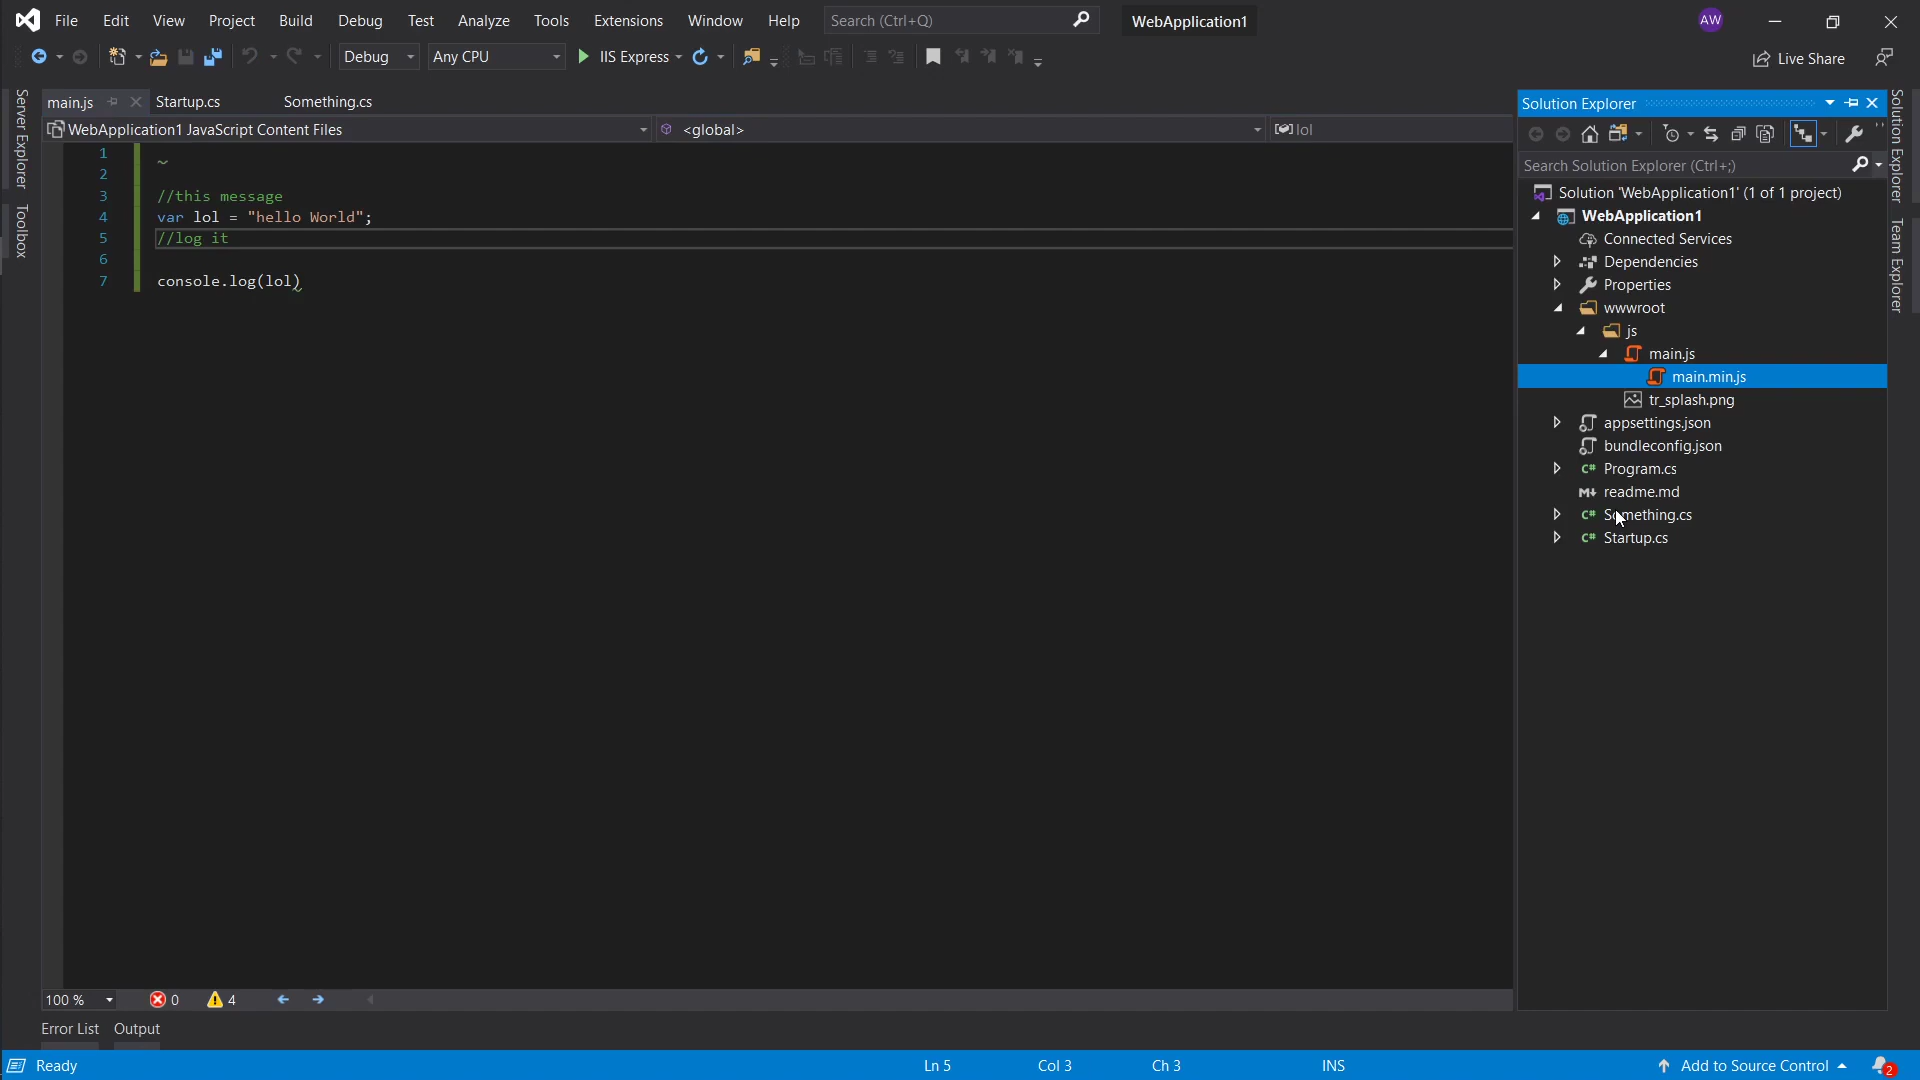 File Edit View Project Build Debug Test Analyze Tools Extensions Window Help Search (Ctrl+Q) WebApplication1 AW
Debug Any CPU IIS Express Live Share
main.js Startup.cs Something.cs
WebApplication1 JavaScript Content Files <global> lol
Server Explorer
Toolbox
1
2
3 //this message
4 var lol = "hello World";
5 //log it
6
7 console.log(lol)
Solution Explorer
Search Solution Explorer (Ctrl+;)
Solution 'WebApplication1' (1 of 1 project)
WebApplication1
Connected Services
Dependencies
Properties
wwwroot
js
main.js
main.min.js
tr_splash.png
appsettings.json
bundleconfig.json
C# Program.cs
M↓ readme.md
C# Something.cs
C# Startup.cs
Solution Explorer
Team Explorer
100 % 0 4
Error List Output
Ready Ln 5 Col 3 Ch 3 INS Add to Source Control 2